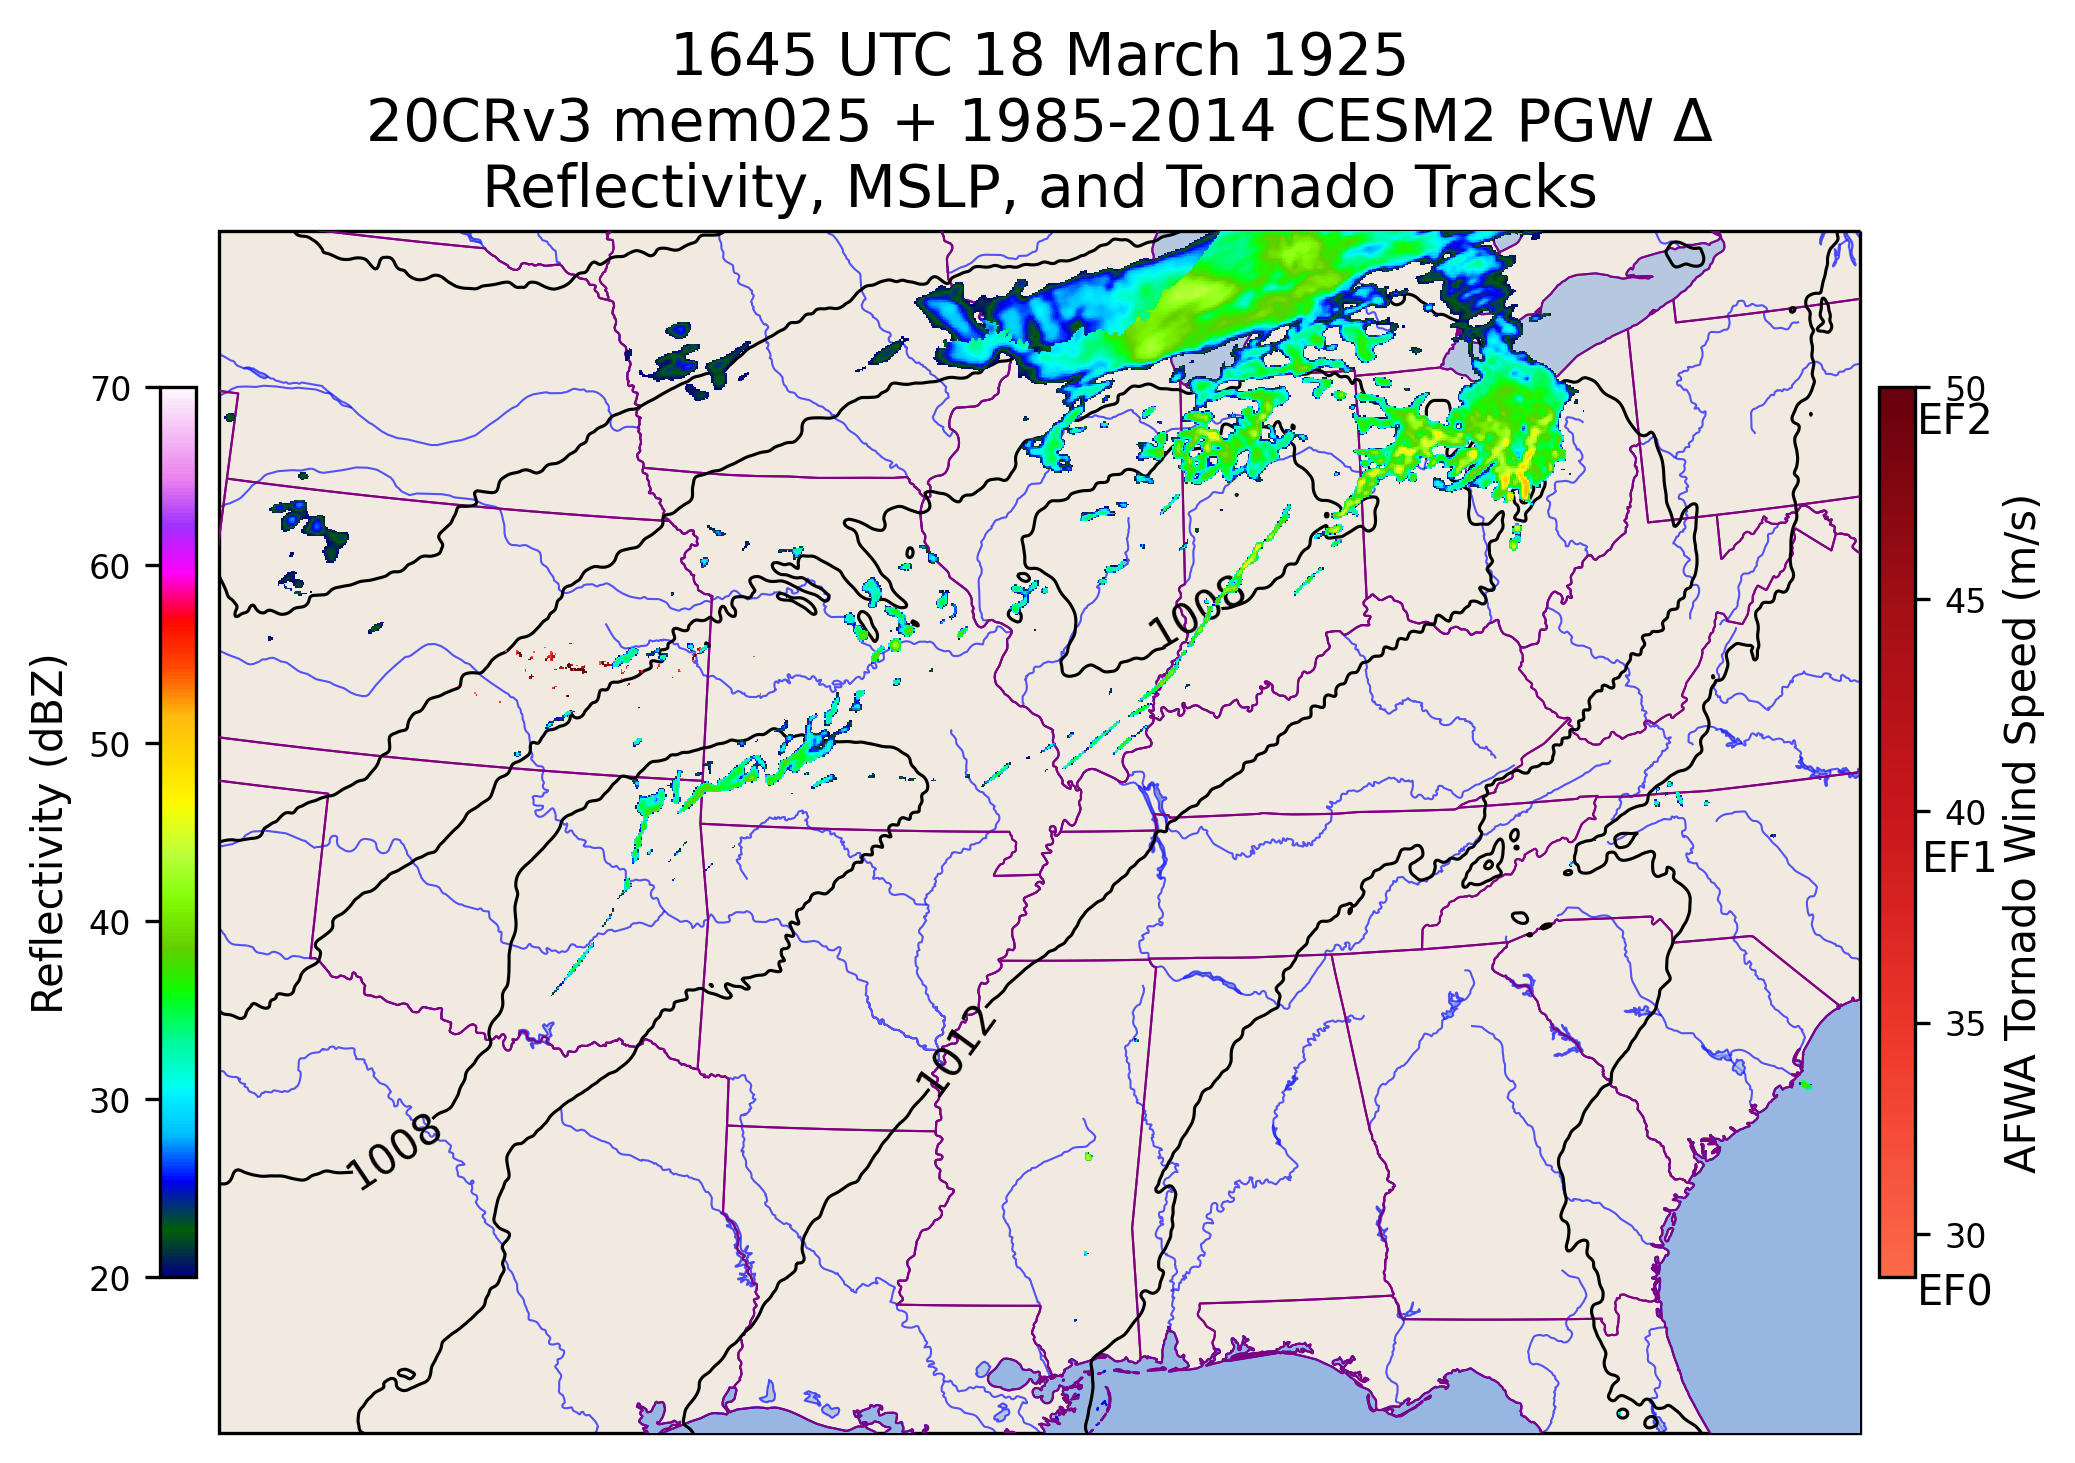 1645 UTC 18 March 1925
20CRv3 mem025 + 1985-2014 CESM2 PGW Δ
Reflectivity, MSLP, and Tornado Tracks
70
60
50
40
30
20
Reflectivity (dBZ)
1008
1012
1008
50
EF2
45
40
EF1
35
30
EF0
AFWA Tornado Wind Speed (m/s)